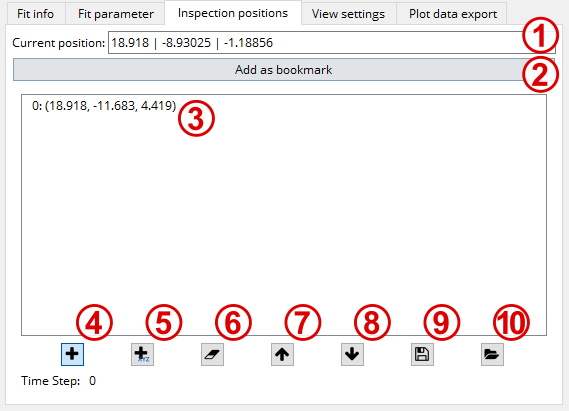 Fit info Fit parameter Inspection positions View settings Plot data export
Current position: 18.918 | -8.93025 | -1.18856 1
Add as bookmark 2
0: (18.918, -11.683, 4.419) 3
4 5 6 7 8 9 10
XYZ
Time Step: 0